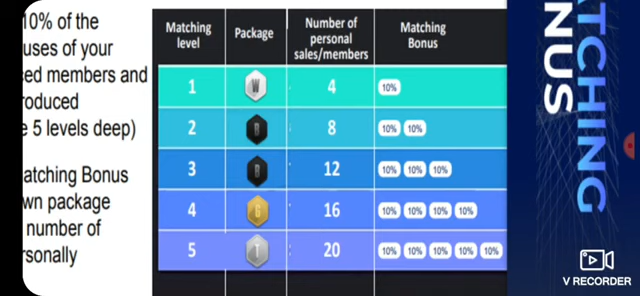 10% of the
uses of your
ced members and
roduced
e 5 levels deep)
atching Bonus
wn package
number of
rsonally
Matching level
Package
Number of personal sales/members
Matching Bonus
1 W 4 10%
2 B 8 10% 10%
3 B 12 10% 10% 10%
4 G 16 10% 10% 10% 10%
5 T 20 10% 10% 10% 10% 10%
TCHING
NUS
V RECORDER